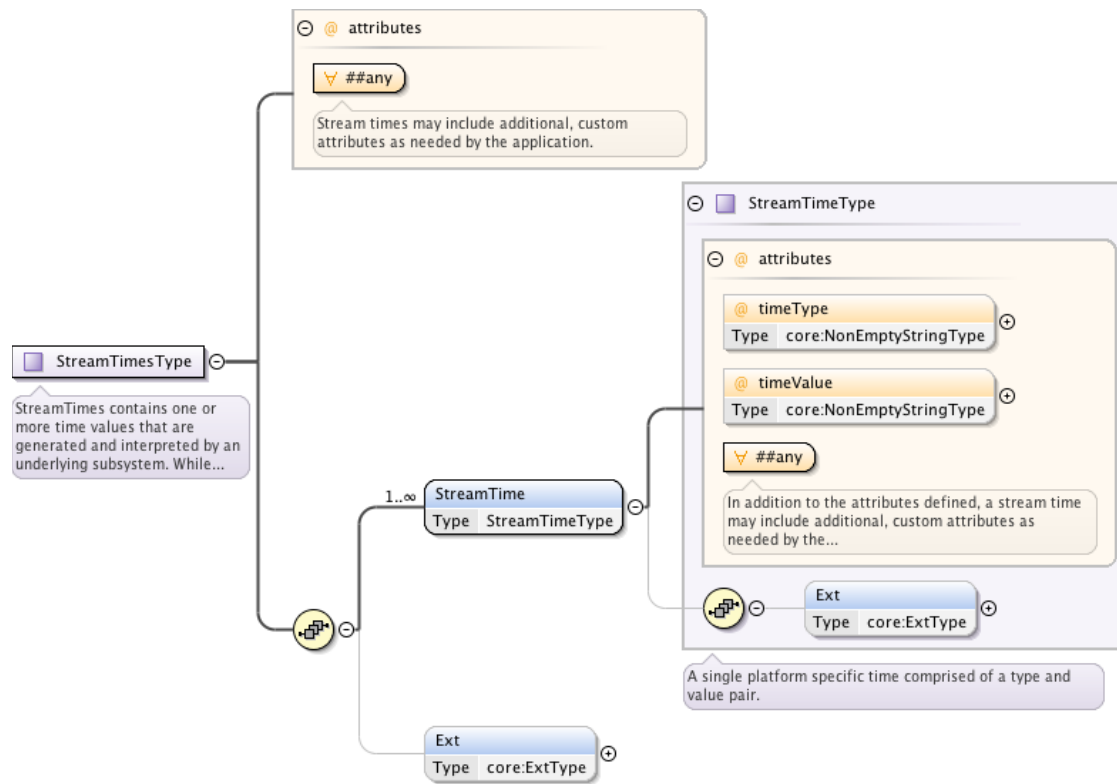 @ attributes
∀ ##any
Stream times may include additional, custom
attributes as needed by the application.
StreamTimeType
@ attributes
@ timeType
Type core:NonEmptyStringType
@ timeValue
Type core:NonEmptyStringType
∀ ##any
In addition to the attributes defined, a stream time
may include additional, custom attributes as
needed by the...
StreamTimesType
StreamTimes contains one or
more time values that are
generated and interpreted by an
underlying subsystem. While...
1..∞
StreamTime
Type StreamTimeType
Ext
Type core:ExtType
A single platform specific time comprised of a type and
value pair.
Ext
Type core:ExtType